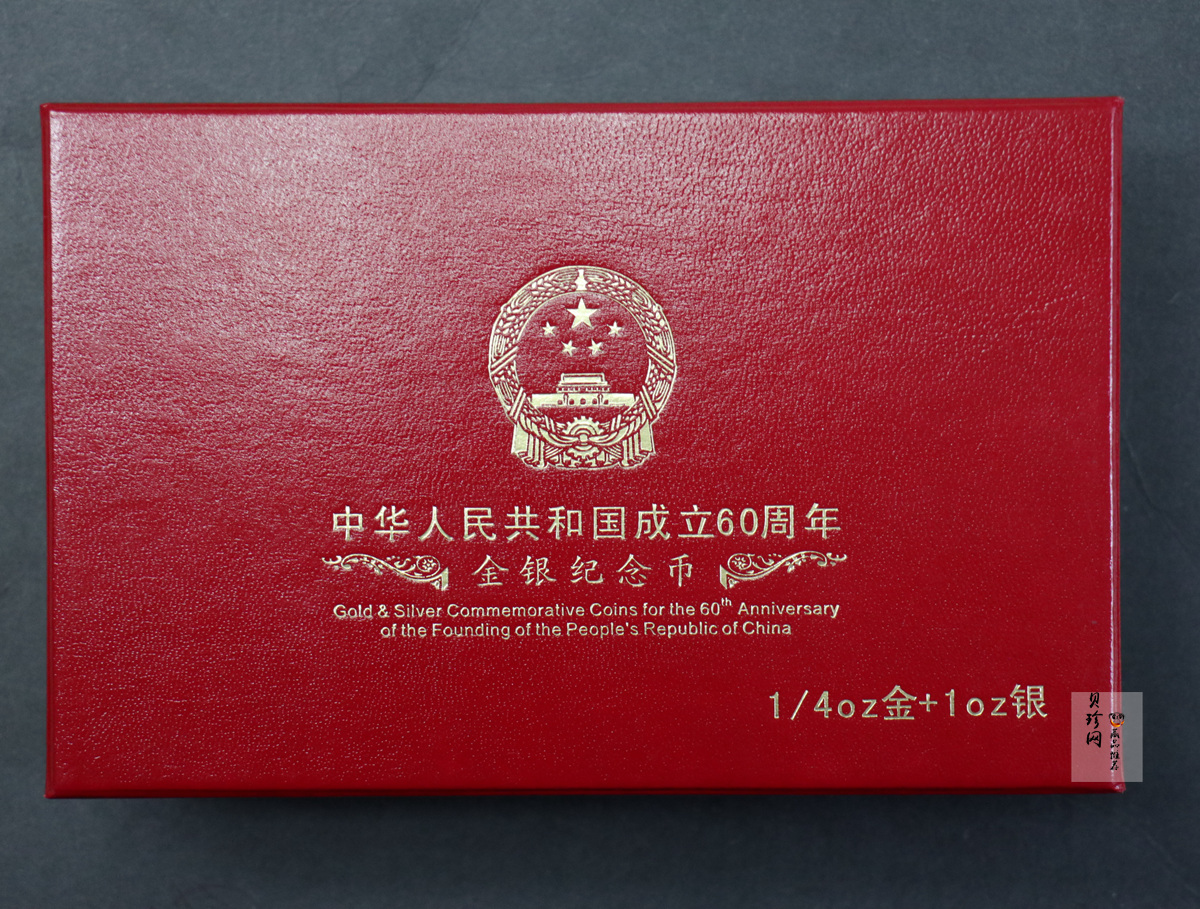 中华人民共和国成立60周年
金银纪念币
Gold & Silver Commemorative Coins for the 60th Anniversary
of the Founding of the People's Republic of China
1/4oz金+1oz银
贝珍网